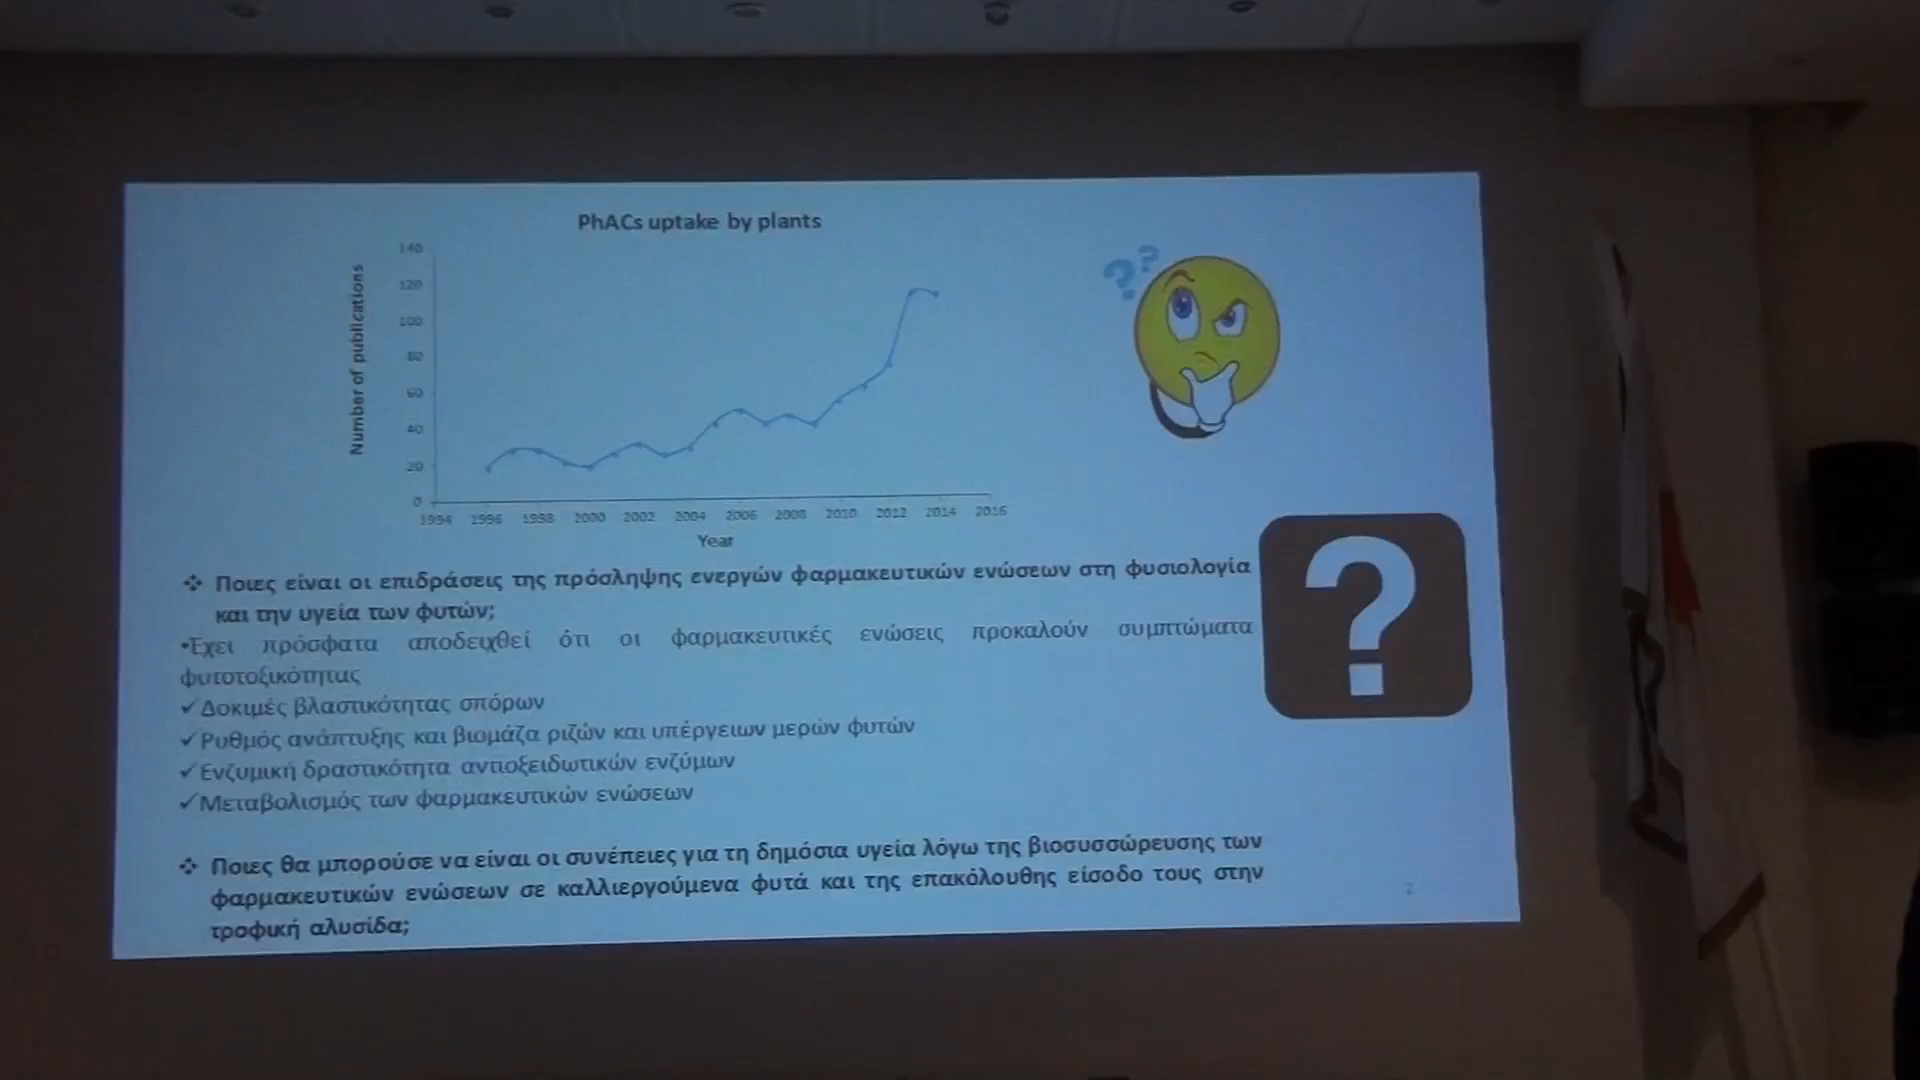 PhACs uptake by plants
Number of publications
140
120
100
80
60
40
20
0
1994 1996 1998 2000 2002 2004 2006 2008 2010 2012 2014 2016
Year
? ?
❖ Ποιες είναι οι επιδράσεις της πρόσληψης ενεργών φαρμακευτικών ενώσεων στη φυσιολογία
και την υγεία των φυτών;
•Έχει πρόσφατα αποδειχθεί ότι οι φαρμακευτικές ενώσεις προκαλούν συμπτώματα
φυτοτοξικότητας
✓Δοκιμές βλαστικότητας σπόρων
✓Ρυθμός ανάπτυξης και βιομάζα ριζών και υπέργειων μερών φυτών
✓Ενζυμική δραστικότητα αντιοξειδωτικών ενζύμων
✓Μεταβολισμός των φαρμακευτικών ενώσεων
?
❖ Ποιες θα μπορούσε να είναι οι συνέπειες για τη δημόσια υγεία λόγω της βιοσυσσώρευσης των
φαρμακευτικών ενώσεων σε καλλιεργούμενα φυτά και της επακόλουθης είσοδο τους στην
τροφική αλυσίδα;
2